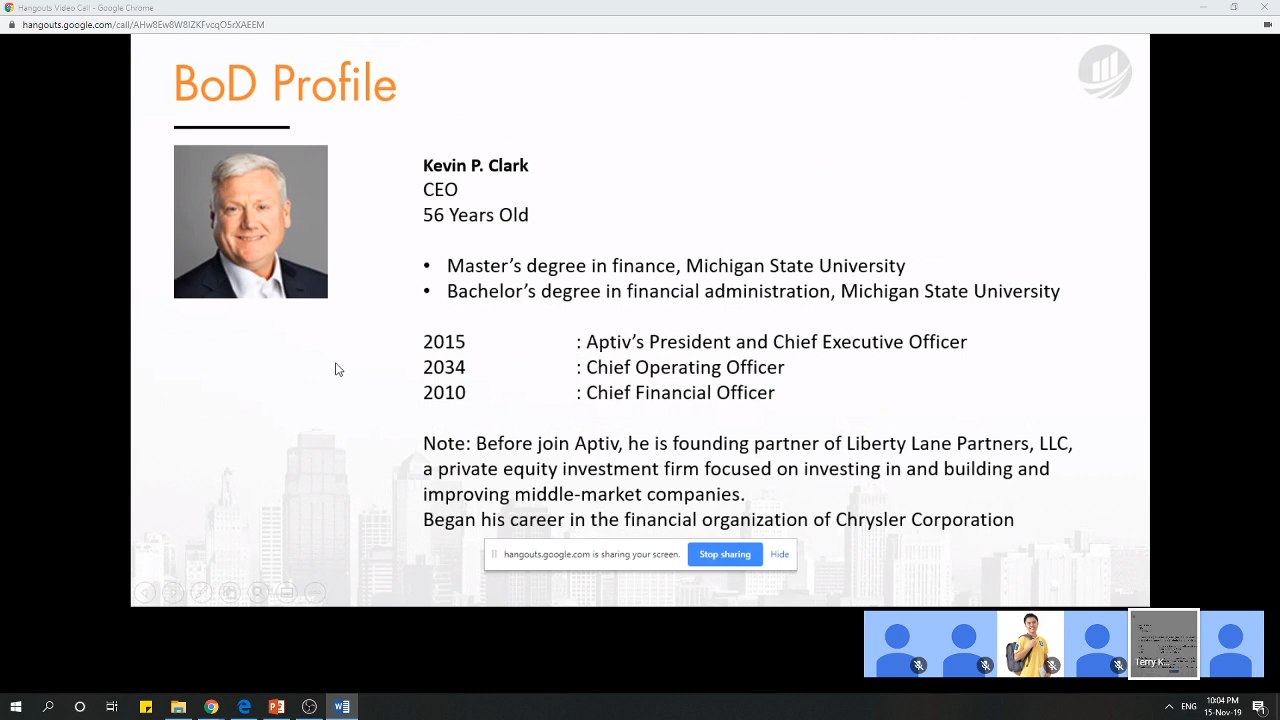 Hangouts Video Call - Google Chrome
hangouts.google.com/call/AHw8Ew8W8IZKFvcqO5rXAEEM
BoD Profile
Kevin P. Clark
CEO
56 Years Old
• Master's degree in finance, Michigan State University
• Bachelor's degree in financial administration, Michigan State University
2015 : Aptiv's President and Chief Executive Officer
2034 : Chief Operating Officer
2010 : Chief Financial Officer
Note: Before join Aptiv, he is founding partner of Liberty Lane Partners, LLC,
a private equity investment firm focused on investing in and building and
improving middle-market companies.
Began his career in the financial organization of Chrysler Corporation
hangouts.google.com is sharing your screen. Stop sharing Hide
Terry K...
ENG 10:04 PM
15-Nov-19